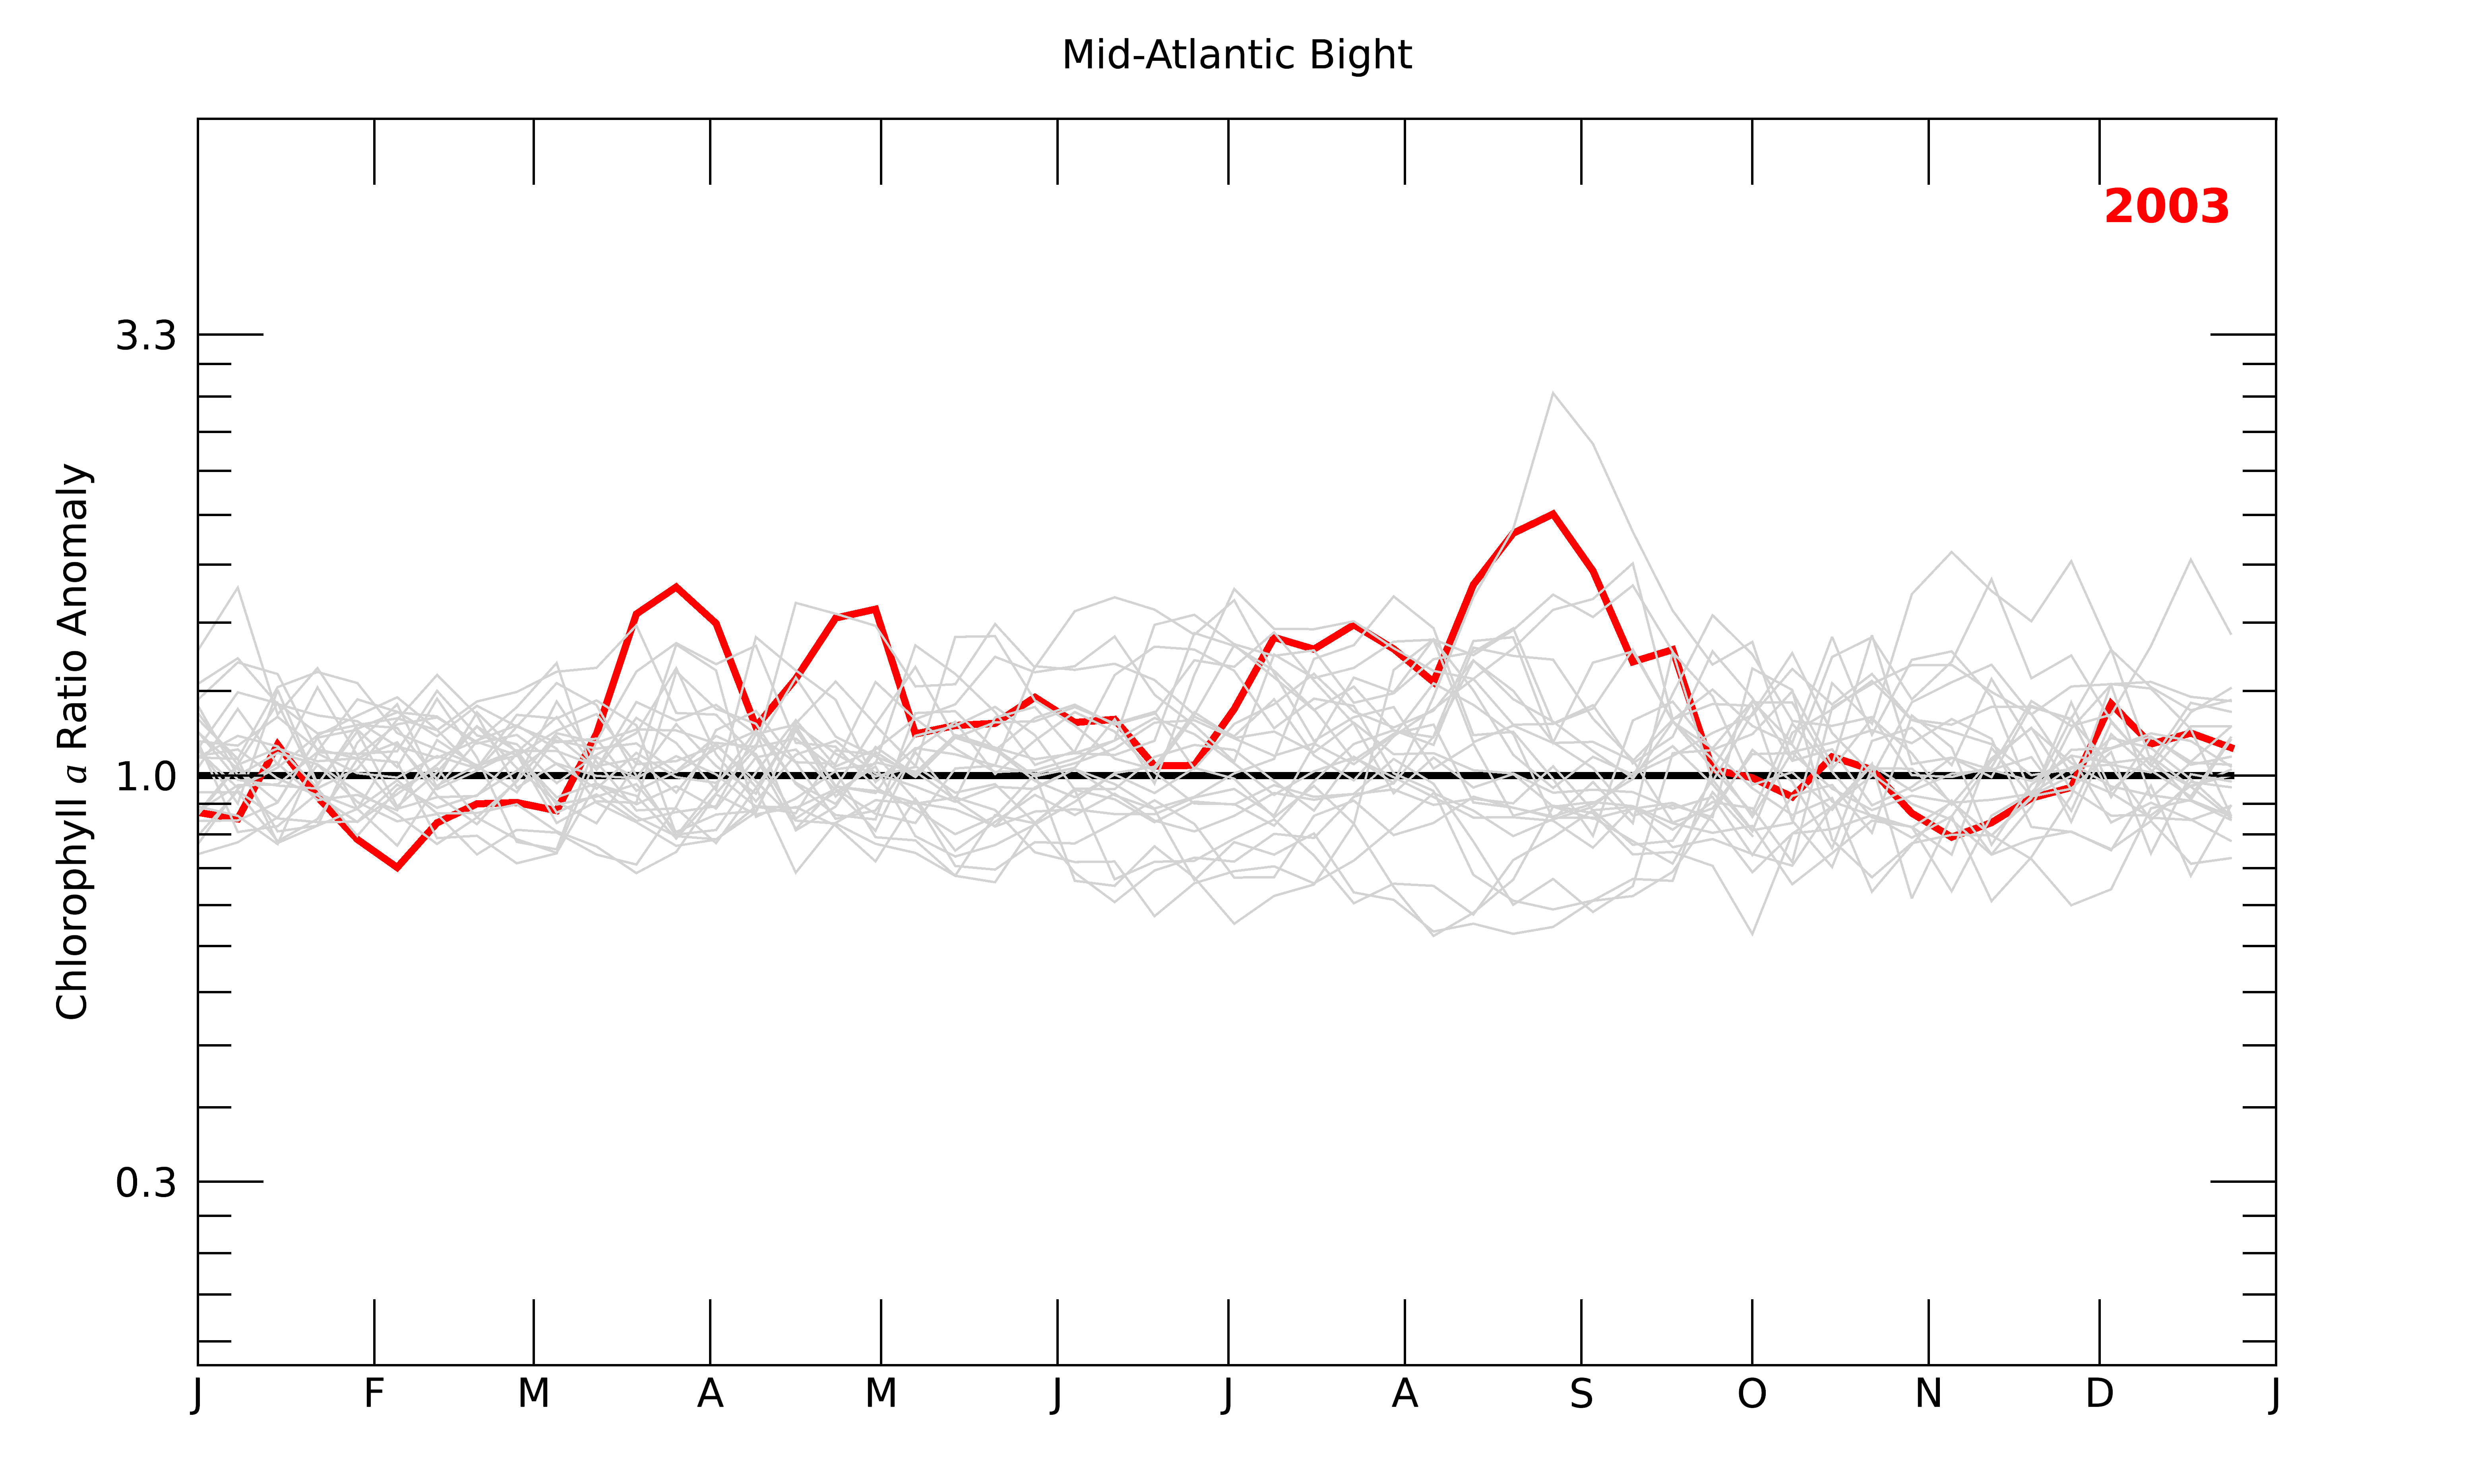 Mid-Atlantic Bight
2003
Chlorophyll a Ratio Anomaly
3.3
1.0
0.3
J F M A M J J A S O N D J